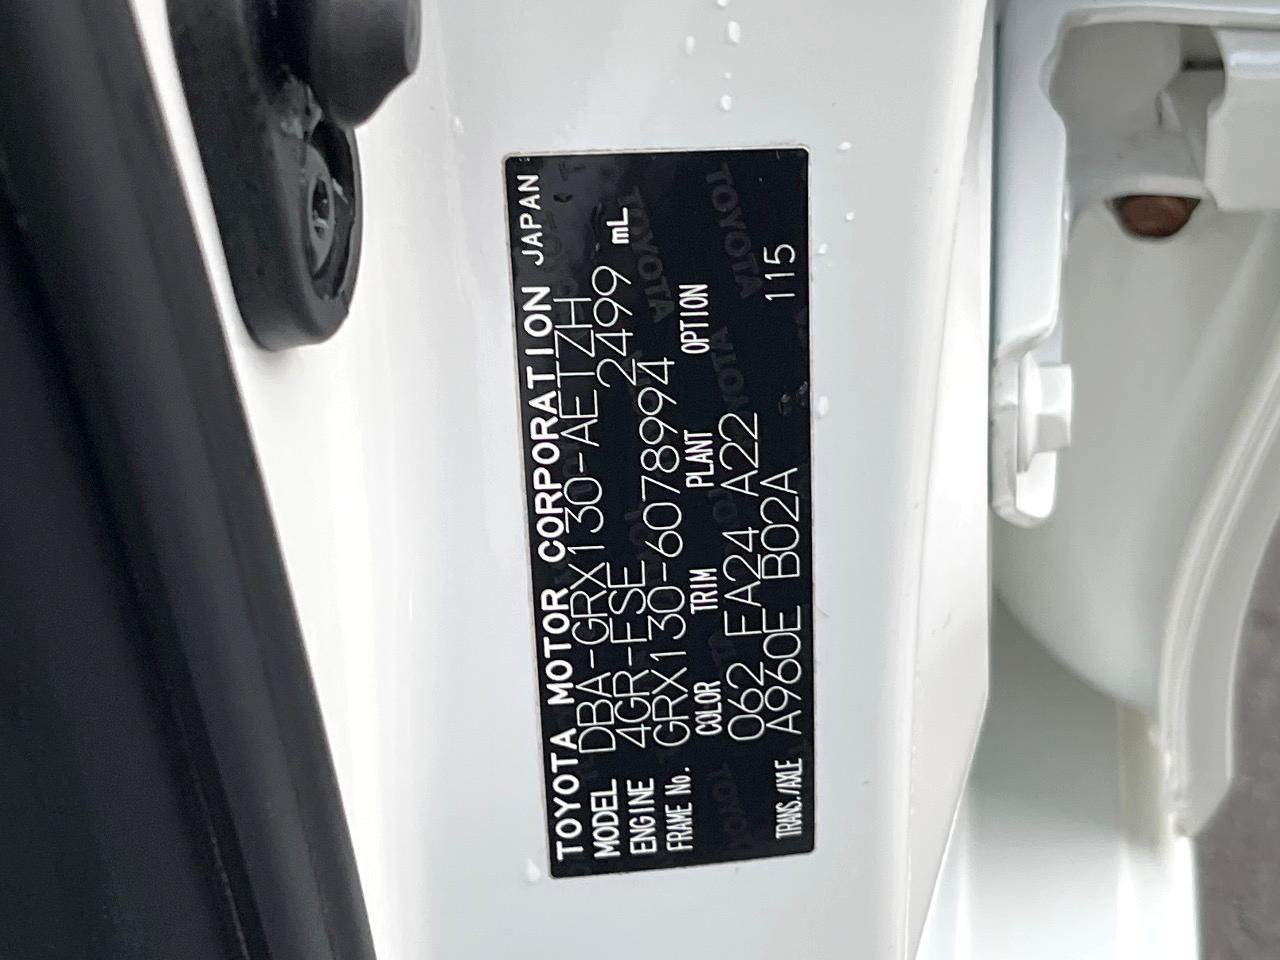 TOYOTA MOTOR CORPORATION JAPAN
MODEL DBA-GRX130-AETZH
ENGINE 4GR-FSE 2499 mL
FRAME No. GRX130-6078994
COLOR TRIM PLANT OPTION
062 FA24 A22
TRANS./AXLE A960E B02A 115